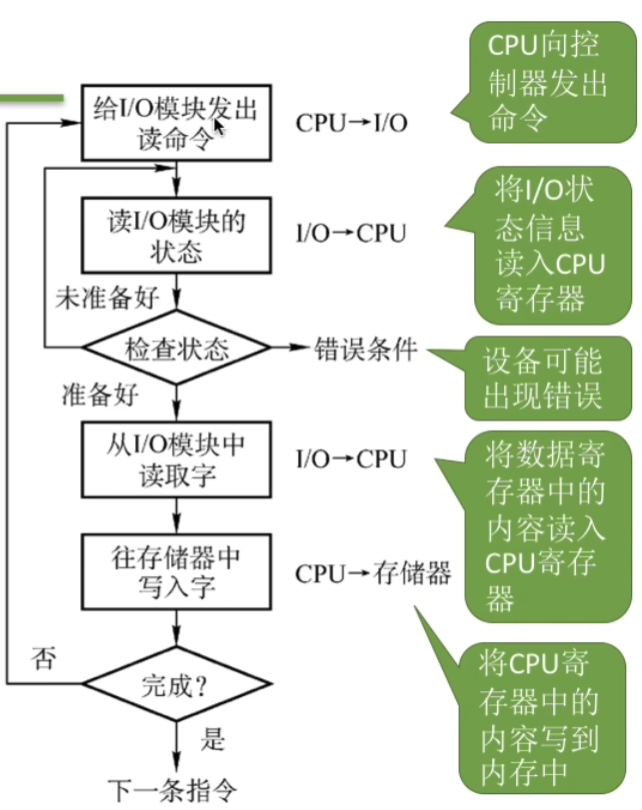 给I/O模块发出
读命令
CPU→I/O
CPU向控
制器发出
命令
读I/O模块的
状态
I/O→CPU
将I/O状
态信息
读入CPU
寄存器
未准备好
检查状态
错误条件
设备可能
出现错误
准备好
从I/O模块中
读取字
I/O→CPU
将数据寄
存器中的
内容读入
CPU寄存
器
往存储器中
写入字
CPU→存储器
否
完成?
将CPU寄
存器中的
内容写到
内存中
是
下一条指令